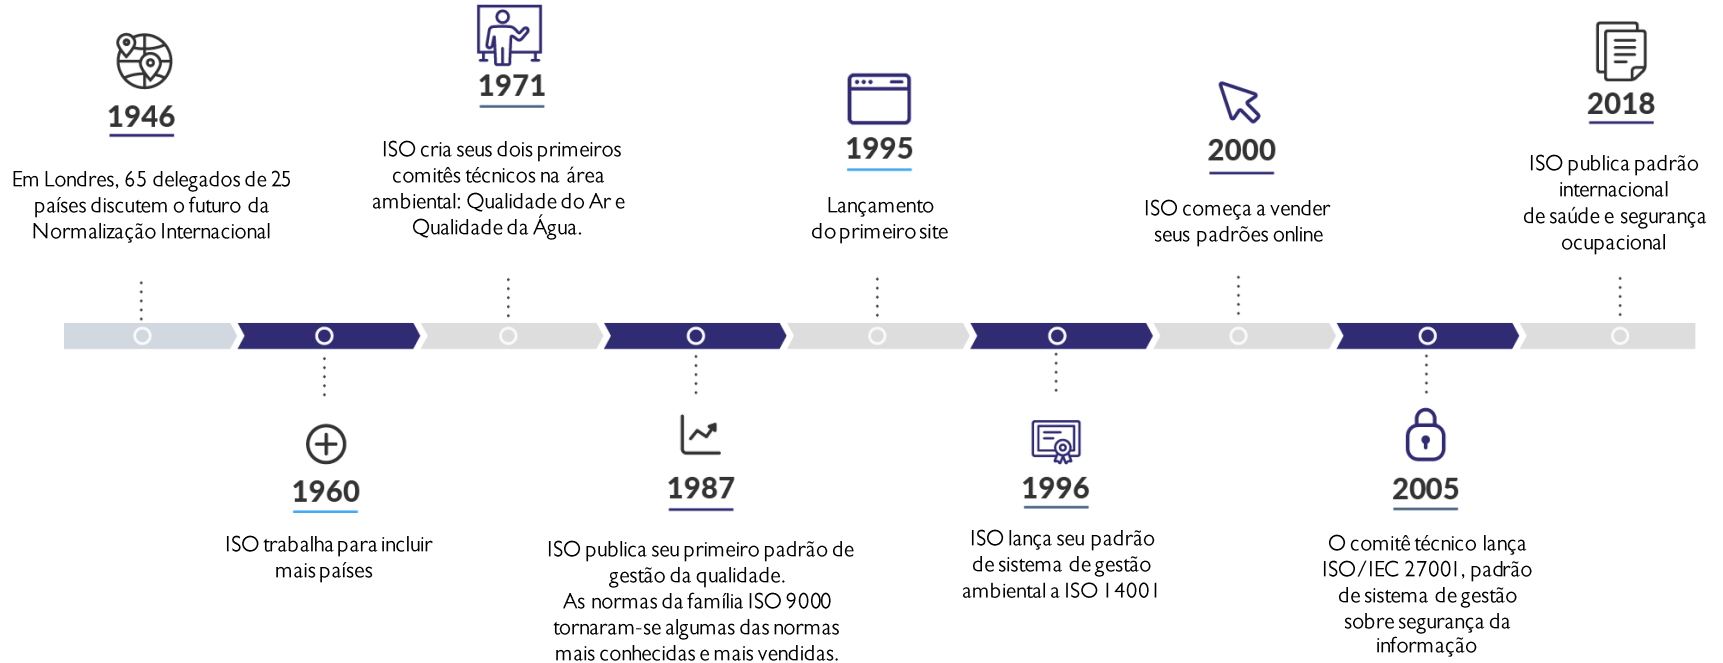 1946
Em Londres, 65 delegados de 25
países discutem o futuro da
Normalização Internacional
1960
ISO trabalha para incluir
mais países
1971
ISO cria seus dois primeiros
comitês técnicos na área
ambiental: Qualidade do Ar e
Qualidade da Água.
1987
ISO publica seu primeiro padrão de
gestão da qualidade.
As normas da família ISO 9000
tornaram-se algumas das normas
mais conhecidas e mais vendidas.
1995
Lançamento
do primeiro site
1996
ISO lança seu padrão
de sistema de gestão
ambiental a ISO 14001
2000
ISO começa a vender
seus padrões online
2005
O comitê técnico lança
ISO/IEC 27001, padrão
de sistema de gestão
sobre segurança da
informação
2018
ISO publica padrão
internacional
de saúde e segurança
ocupacional